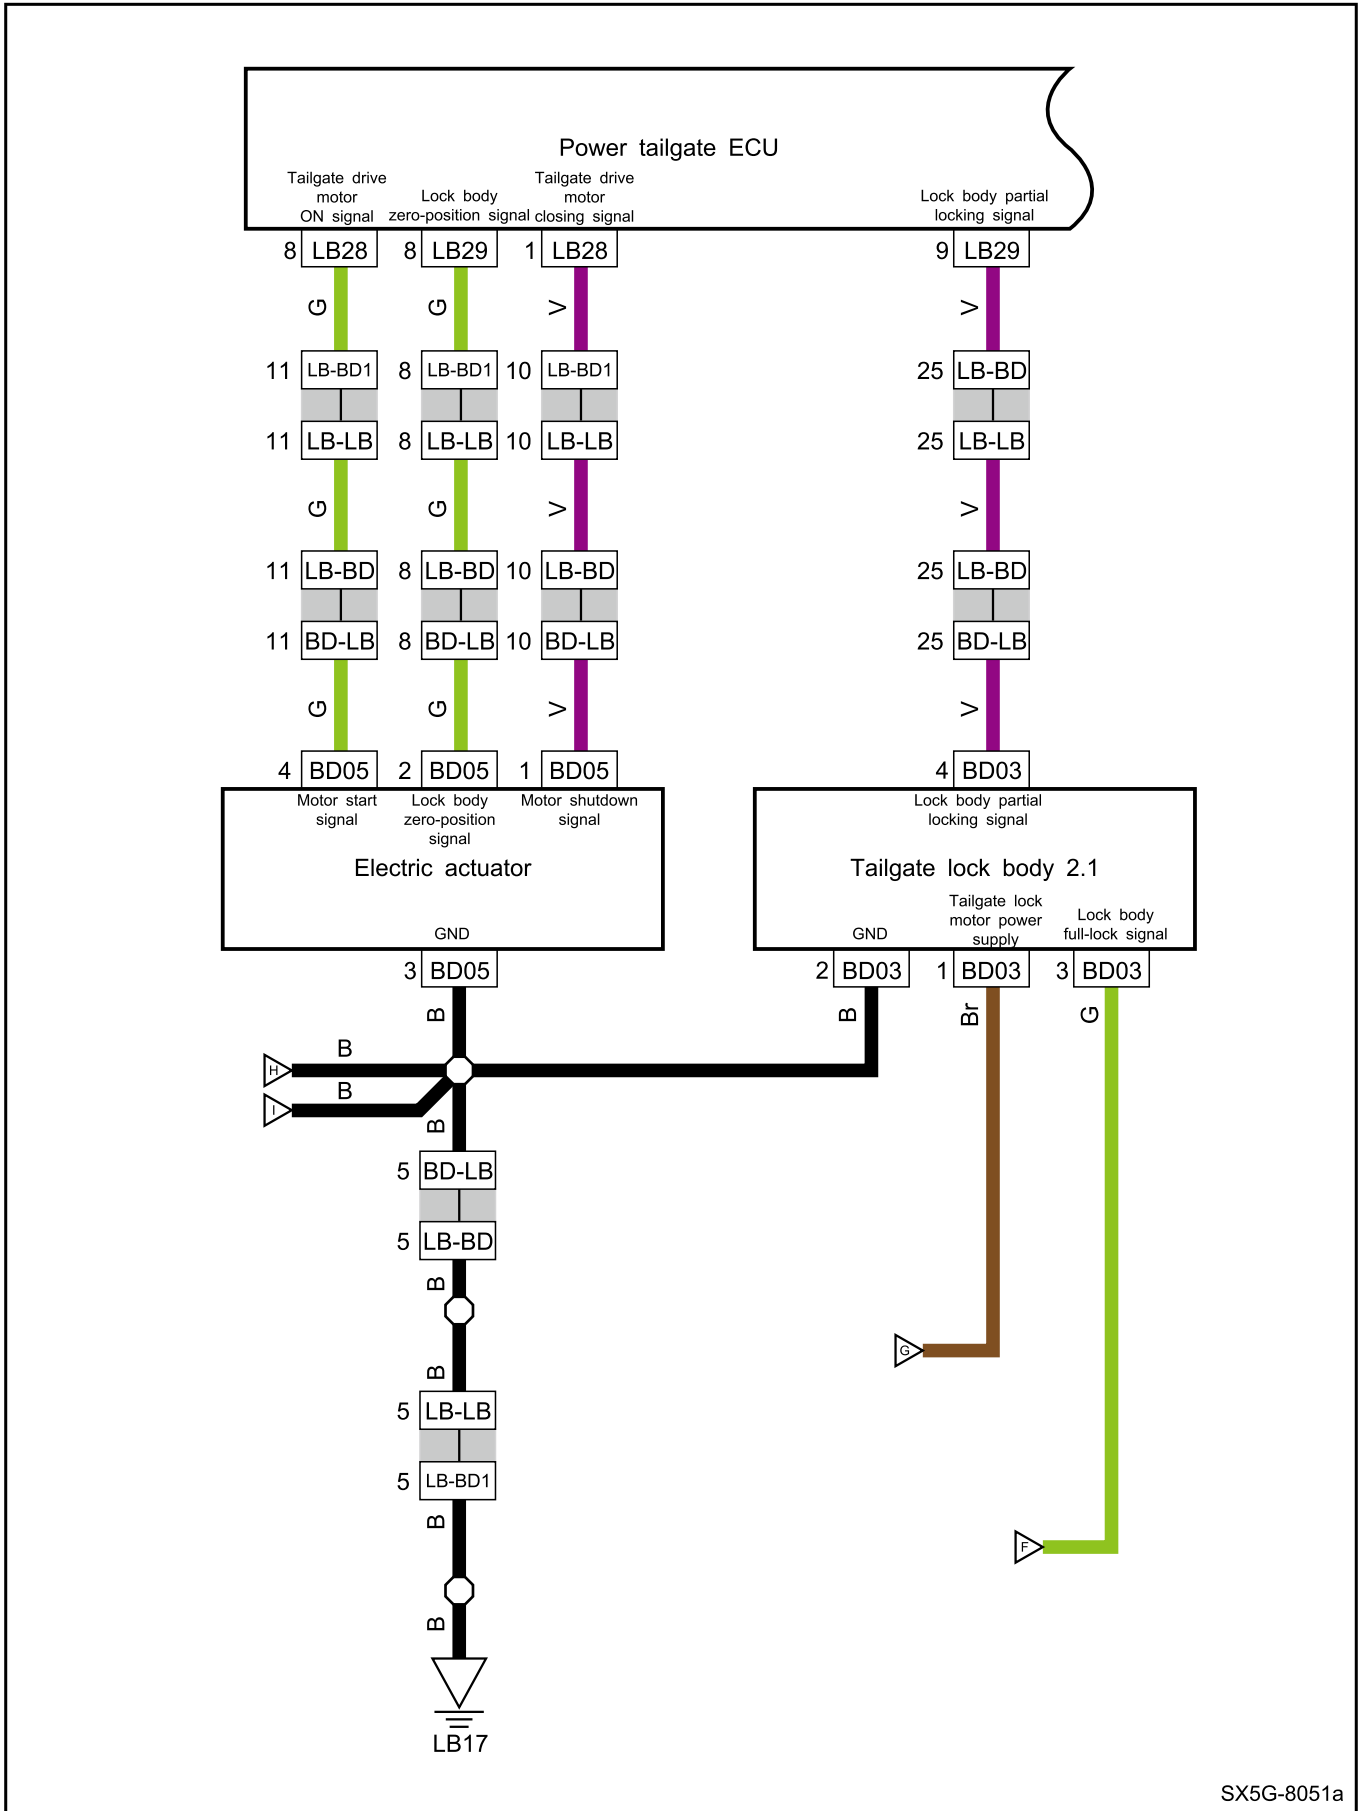 Power tailgate ECU
Tailgate drive
motor
ON signal
Lock body
zero-position signal
Tailgate drive
motor
closing signal
Lock body partial
locking signal
8 LB28
8 LB29
1 LB28
9 LB29
G
G
V
V
11 LB-BD1
8 LB-BD1
10 LB-BD1
25 LB-BD
11 LB-LB
8 LB-LB
10 LB-LB
25 LB-LB
G
G
V
V
11 LB-BD
8 LB-BD
10 LB-BD
25 LB-BD
11 BD-LB
8 BD-LB
10 BD-LB
25 BD-LB
G
G
V
V
4 BD05
2 BD05
1 BD05
4 BD03
Motor start
signal
Lock body
zero-position
signal
Motor shutdown
signal
Electric actuator
GND
Lock body partial
locking signal
Tailgate lock body 2.1
GND
Tailgate lock
motor power
supply
Lock body
full-lock signal
3 BD05
2 BD03
1 BD03
3 BD03
B
B
Br
G
H
B
I
B
B
5 BD-LB
5 LB-BD
B
G
B
5 LB-LB
5 LB-BD1
B
F
B
LB17
SX5G-8051a